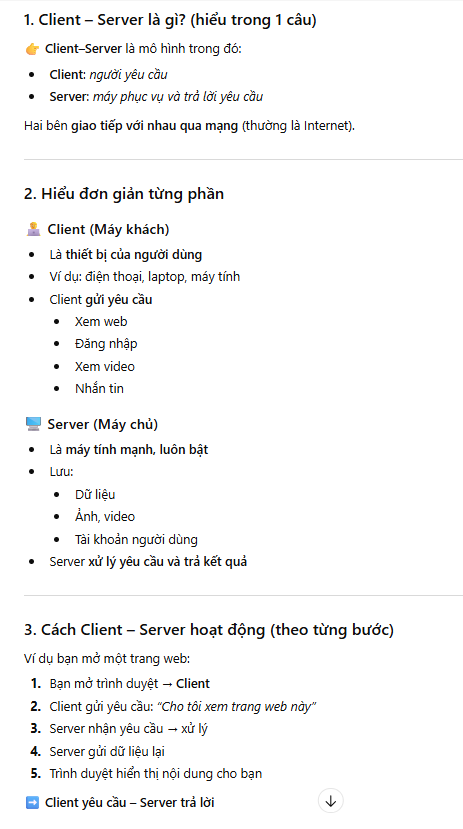 1. Client – Server là gì? (hiểu trong 1 câu)
👉 Client–Server là mô hình trong đó:
• Client: người yêu cầu
• Server: máy phục vụ và trả lời yêu cầu
Hai bên giao tiếp với nhau qua mạng (thường là Internet).
2. Hiểu đơn giản từng phần
🧑‍💻 Client (Máy khách)
• Là thiết bị của người dùng
• Ví dụ: điện thoại, laptop, máy tính
• Client gửi yêu cầu
• Xem web
• Đăng nhập
• Xem video
• Nhắn tin
🖥️ Server (Máy chủ)
• Là máy tính mạnh, luôn bật
• Lưu:
• Dữ liệu
• Ảnh, video
• Tài khoản người dùng
• Server xử lý yêu cầu và trả kết quả
3. Cách Client – Server hoạt động (theo từng bước)
Ví dụ bạn mở một trang web:
1. Bạn mở trình duyệt → Client
2. Client gửi yêu cầu: “Cho tôi xem trang web này”
3. Server nhận yêu cầu → xử lý
4. Server gửi dữ liệu lại
5. Trình duyệt hiển thị nội dung cho bạn
➡️ Client yêu cầu – Server trả lời